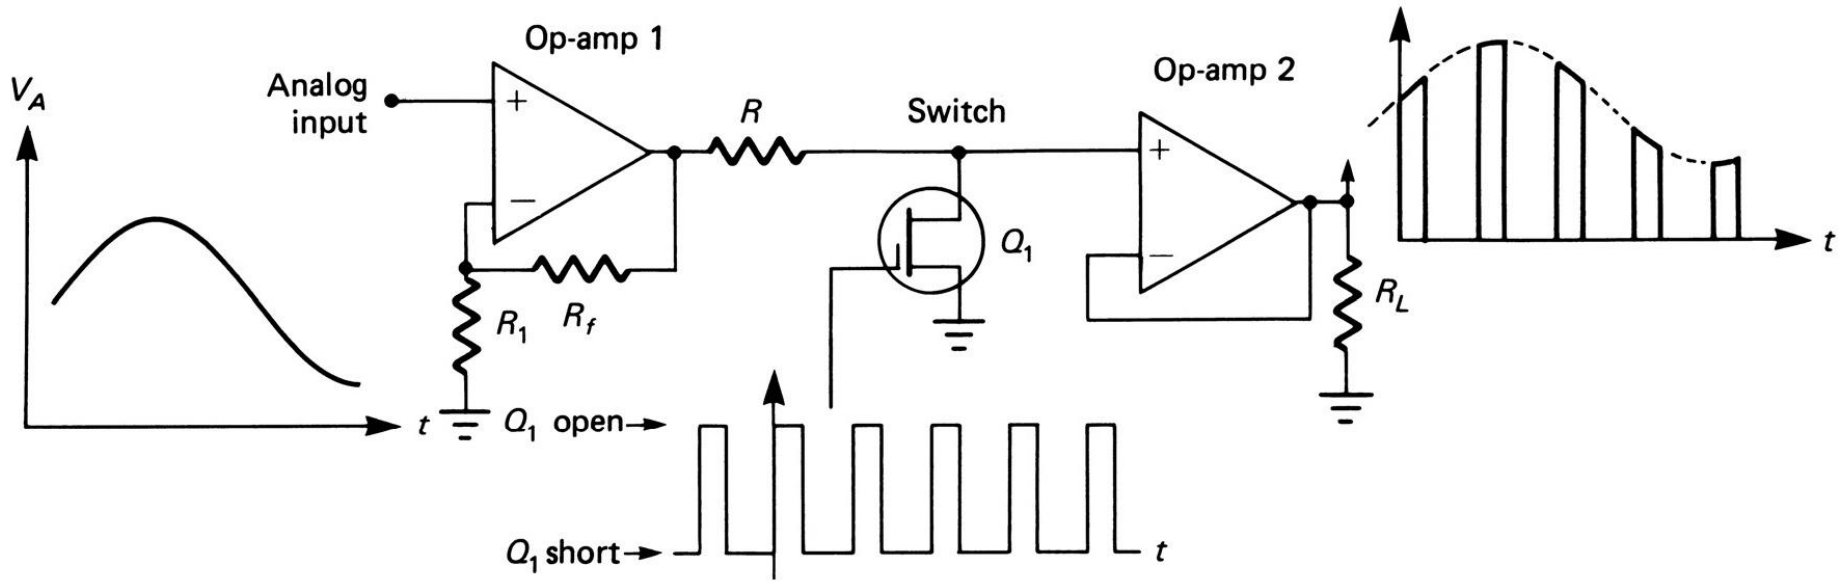 Op-amp 1
V_A
Analog
input
+
−
R
Switch
Op-amp 2
+
−
Q_1
R_1
R_f
R_L
t
t
Q_1 open
Q_1 short
t